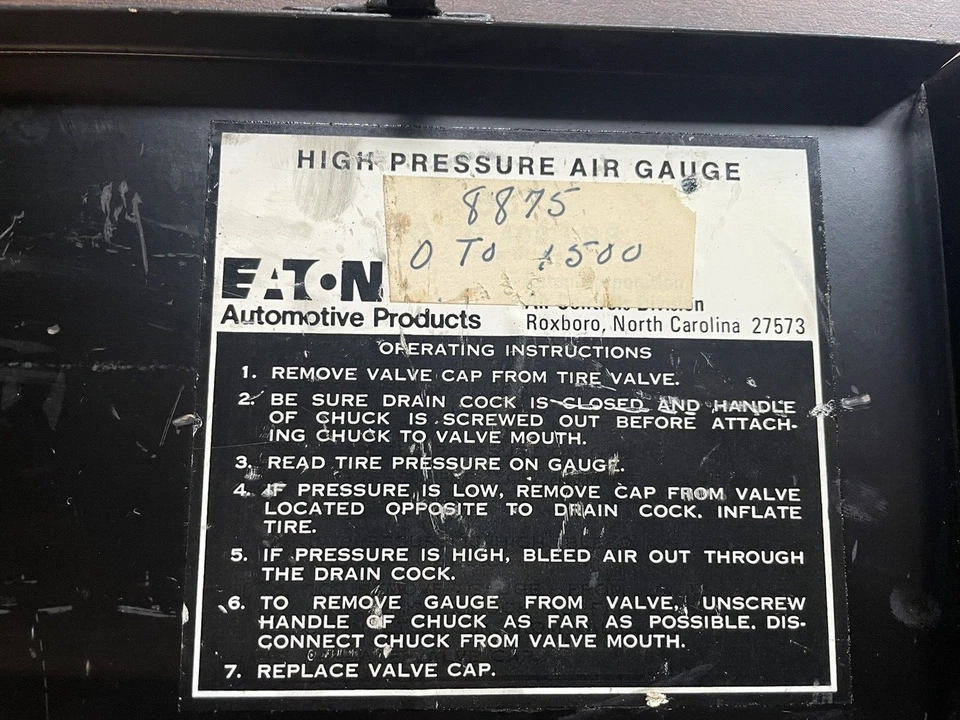 HIGH PRESSURE AIR GAUGE
8875
0 TO 1500
EATON
Automotive Products
Air Controls Division
Roxboro, North Carolina 27573
OPERATING INSTRUCTIONS
1. REMOVE VALVE CAP FROM TIRE VALVE.
2. BE SURE DRAIN COCK IS CLOSED AND HANDLE
OF CHUCK IS SCREWED OUT BEFORE ATTACH-
ING CHUCK TO VALVE MOUTH.
3. READ TIRE PRESSURE ON GAUGE.
4. IF PRESSURE IS LOW, REMOVE CAP FROM VALVE
LOCATED OPPOSITE TO DRAIN COCK. INFLATE
TIRE.
5. IF PRESSURE IS HIGH, BLEED AIR OUT THROUGH
THE DRAIN COCK.
6. TO REMOVE GAUGE FROM VALVE, UNSCREW
HANDLE OF CHUCK AS FAR AS POSSIBLE. DIS-
CONNECT CHUCK FROM VALVE MOUTH.
7. REPLACE VALVE CAP.